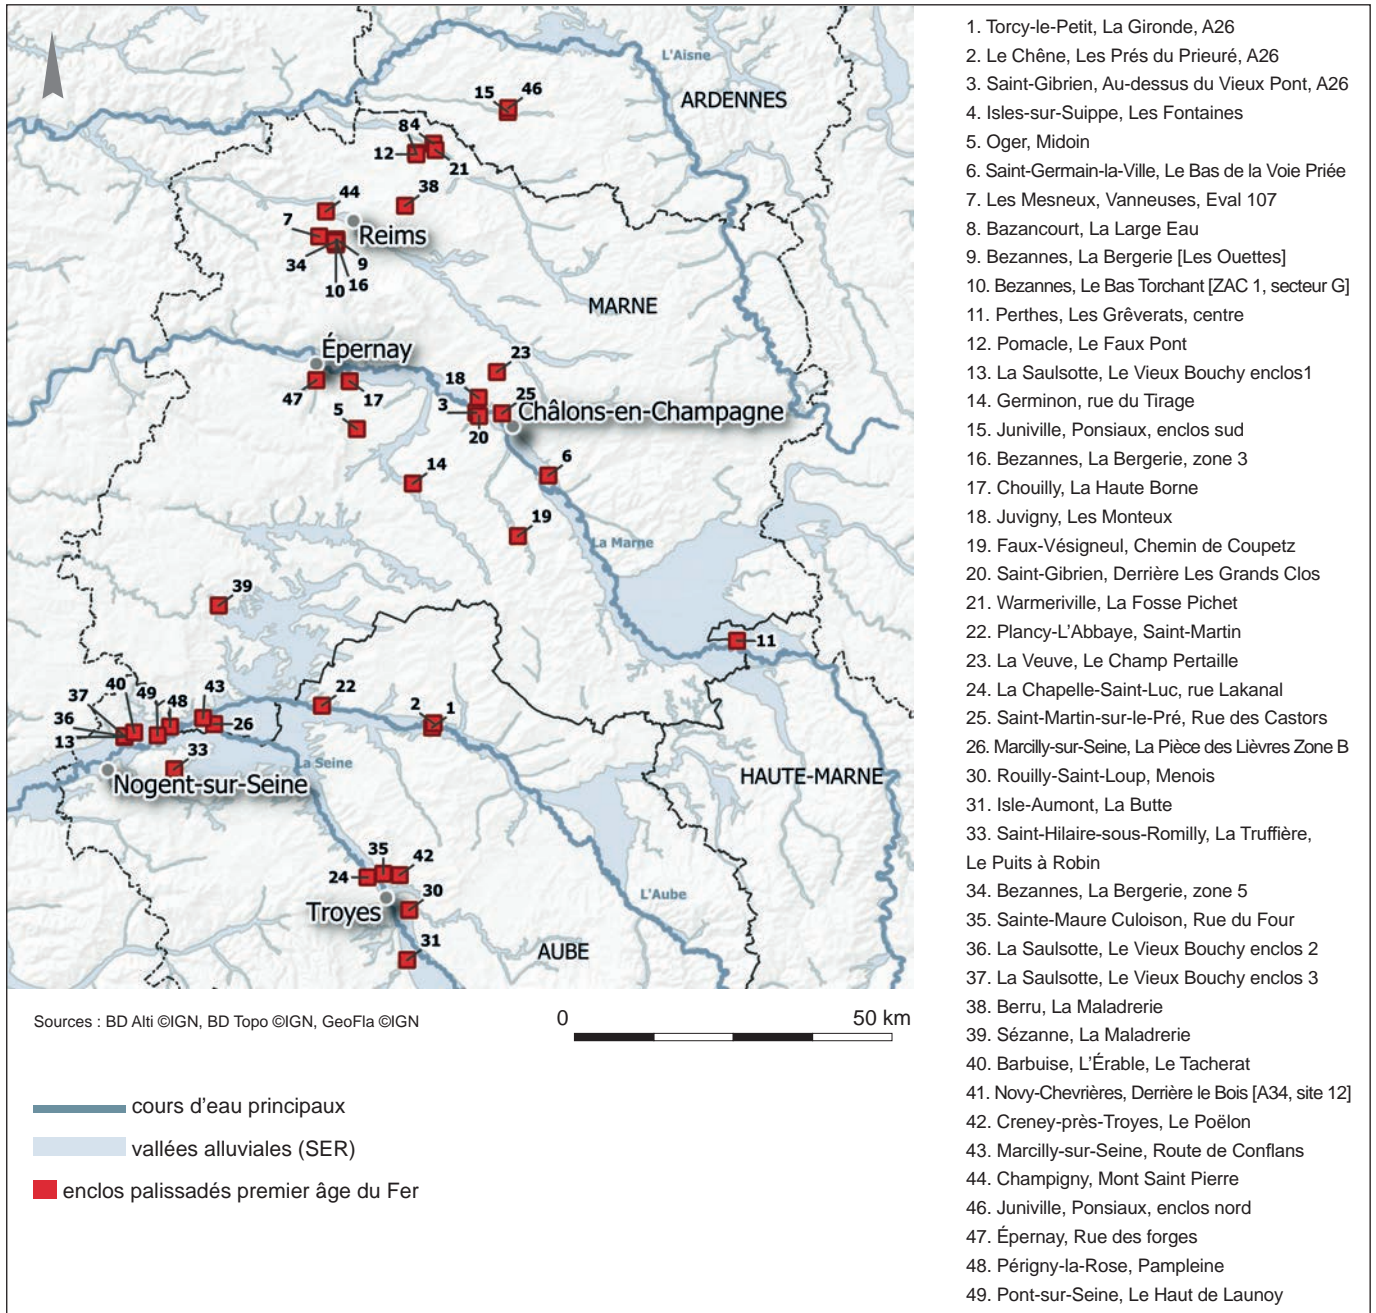 L'Aisne
15
46
ARDENNES
8
4
12
21
44
38
7
Reims
34
9
10
16
MARNE
Épernay
23
18
47
17
25
5
3
Châlons-en-Champagne
20
14
6
19
La Marne
39
11
40
49
43
22
37
48
2
1
36
26
13
33
La Seine
Nogent-sur-Seine
HAUTE-MARNE
35
42
24
30
L'Aube
Troyes
31
AUBE
Sources : BD Alti ©IGN, BD Topo ©IGN, GeoFla ©IGN
0
50 km
cours d'eau principaux
vallées alluviales (SER)
enclos palissadés premier âge du Fer
1. Torcy-le-Petit, La Gironde, A26
2. Le Chêne, Les Prés du Prieuré, A26
3. Saint-Gibrien, Au-dessus du Vieux Pont, A26
4. Isles-sur-Suippe, Les Fontaines
5. Oger, Midoin
6. Saint-Germain-la-Ville, Le Bas de la Voie Priée
7. Les Mesneux, Vanneuses, Eval 107
8. Bazancourt, La Large Eau
9. Bezannes, La Bergerie [Les Ouettes]
10. Bezannes, Le Bas Torchant [ZAC 1, secteur G]
11. Perthes, Les Grêverats, centre
12. Pomacle, Le Faux Pont
13. La Saulsotte, Le Vieux Bouchy enclos1
14. Germinon, rue du Tirage
15. Juniville, Ponsiaux, enclos sud
16. Bezannes, La Bergerie, zone 3
17. Chouilly, La Haute Borne
18. Juvigny, Les Monteux
19. Faux-Vésigneul, Chemin de Coupetz
20. Saint-Gibrien, Derrière Les Grands Clos
21. Warmeriville, La Fosse Pichet
22. Plancy-L'Abbaye, Saint-Martin
23. La Veuve, Le Champ Pertaille
24. La Chapelle-Saint-Luc, rue Lakanal
25. Saint-Martin-sur-le-Pré, Rue des Castors
26. Marcilly-sur-Seine, La Pièce des Lièvres Zone B
30. Rouilly-Saint-Loup, Menois
31. Isle-Aumont, La Butte
33. Saint-Hilaire-sous-Romilly, La Truffière,
Le Puits à Robin
34. Bezannes, La Bergerie, zone 5
35. Sainte-Maure Culoison, Rue du Four
36. La Saulsotte, Le Vieux Bouchy enclos 2
37. La Saulsotte, Le Vieux Bouchy enclos 3
38. Berru, La Maladrerie
39. Sézanne, La Maladrerie
40. Barbuise, L'Érable, Le Tacherat
41. Novy-Chevrières, Derrière le Bois [A34, site 12]
42. Creney-près-Troyes, Le Poëlon
43. Marcilly-sur-Seine, Route de Conflans
44. Champigny, Mont Saint Pierre
46. Juniville, Ponsiaux, enclos nord
47. Épernay, Rue des forges
48. Périgny-la-Rose, Pampleine
49. Pont-sur-Seine, Le Haut de Launoy